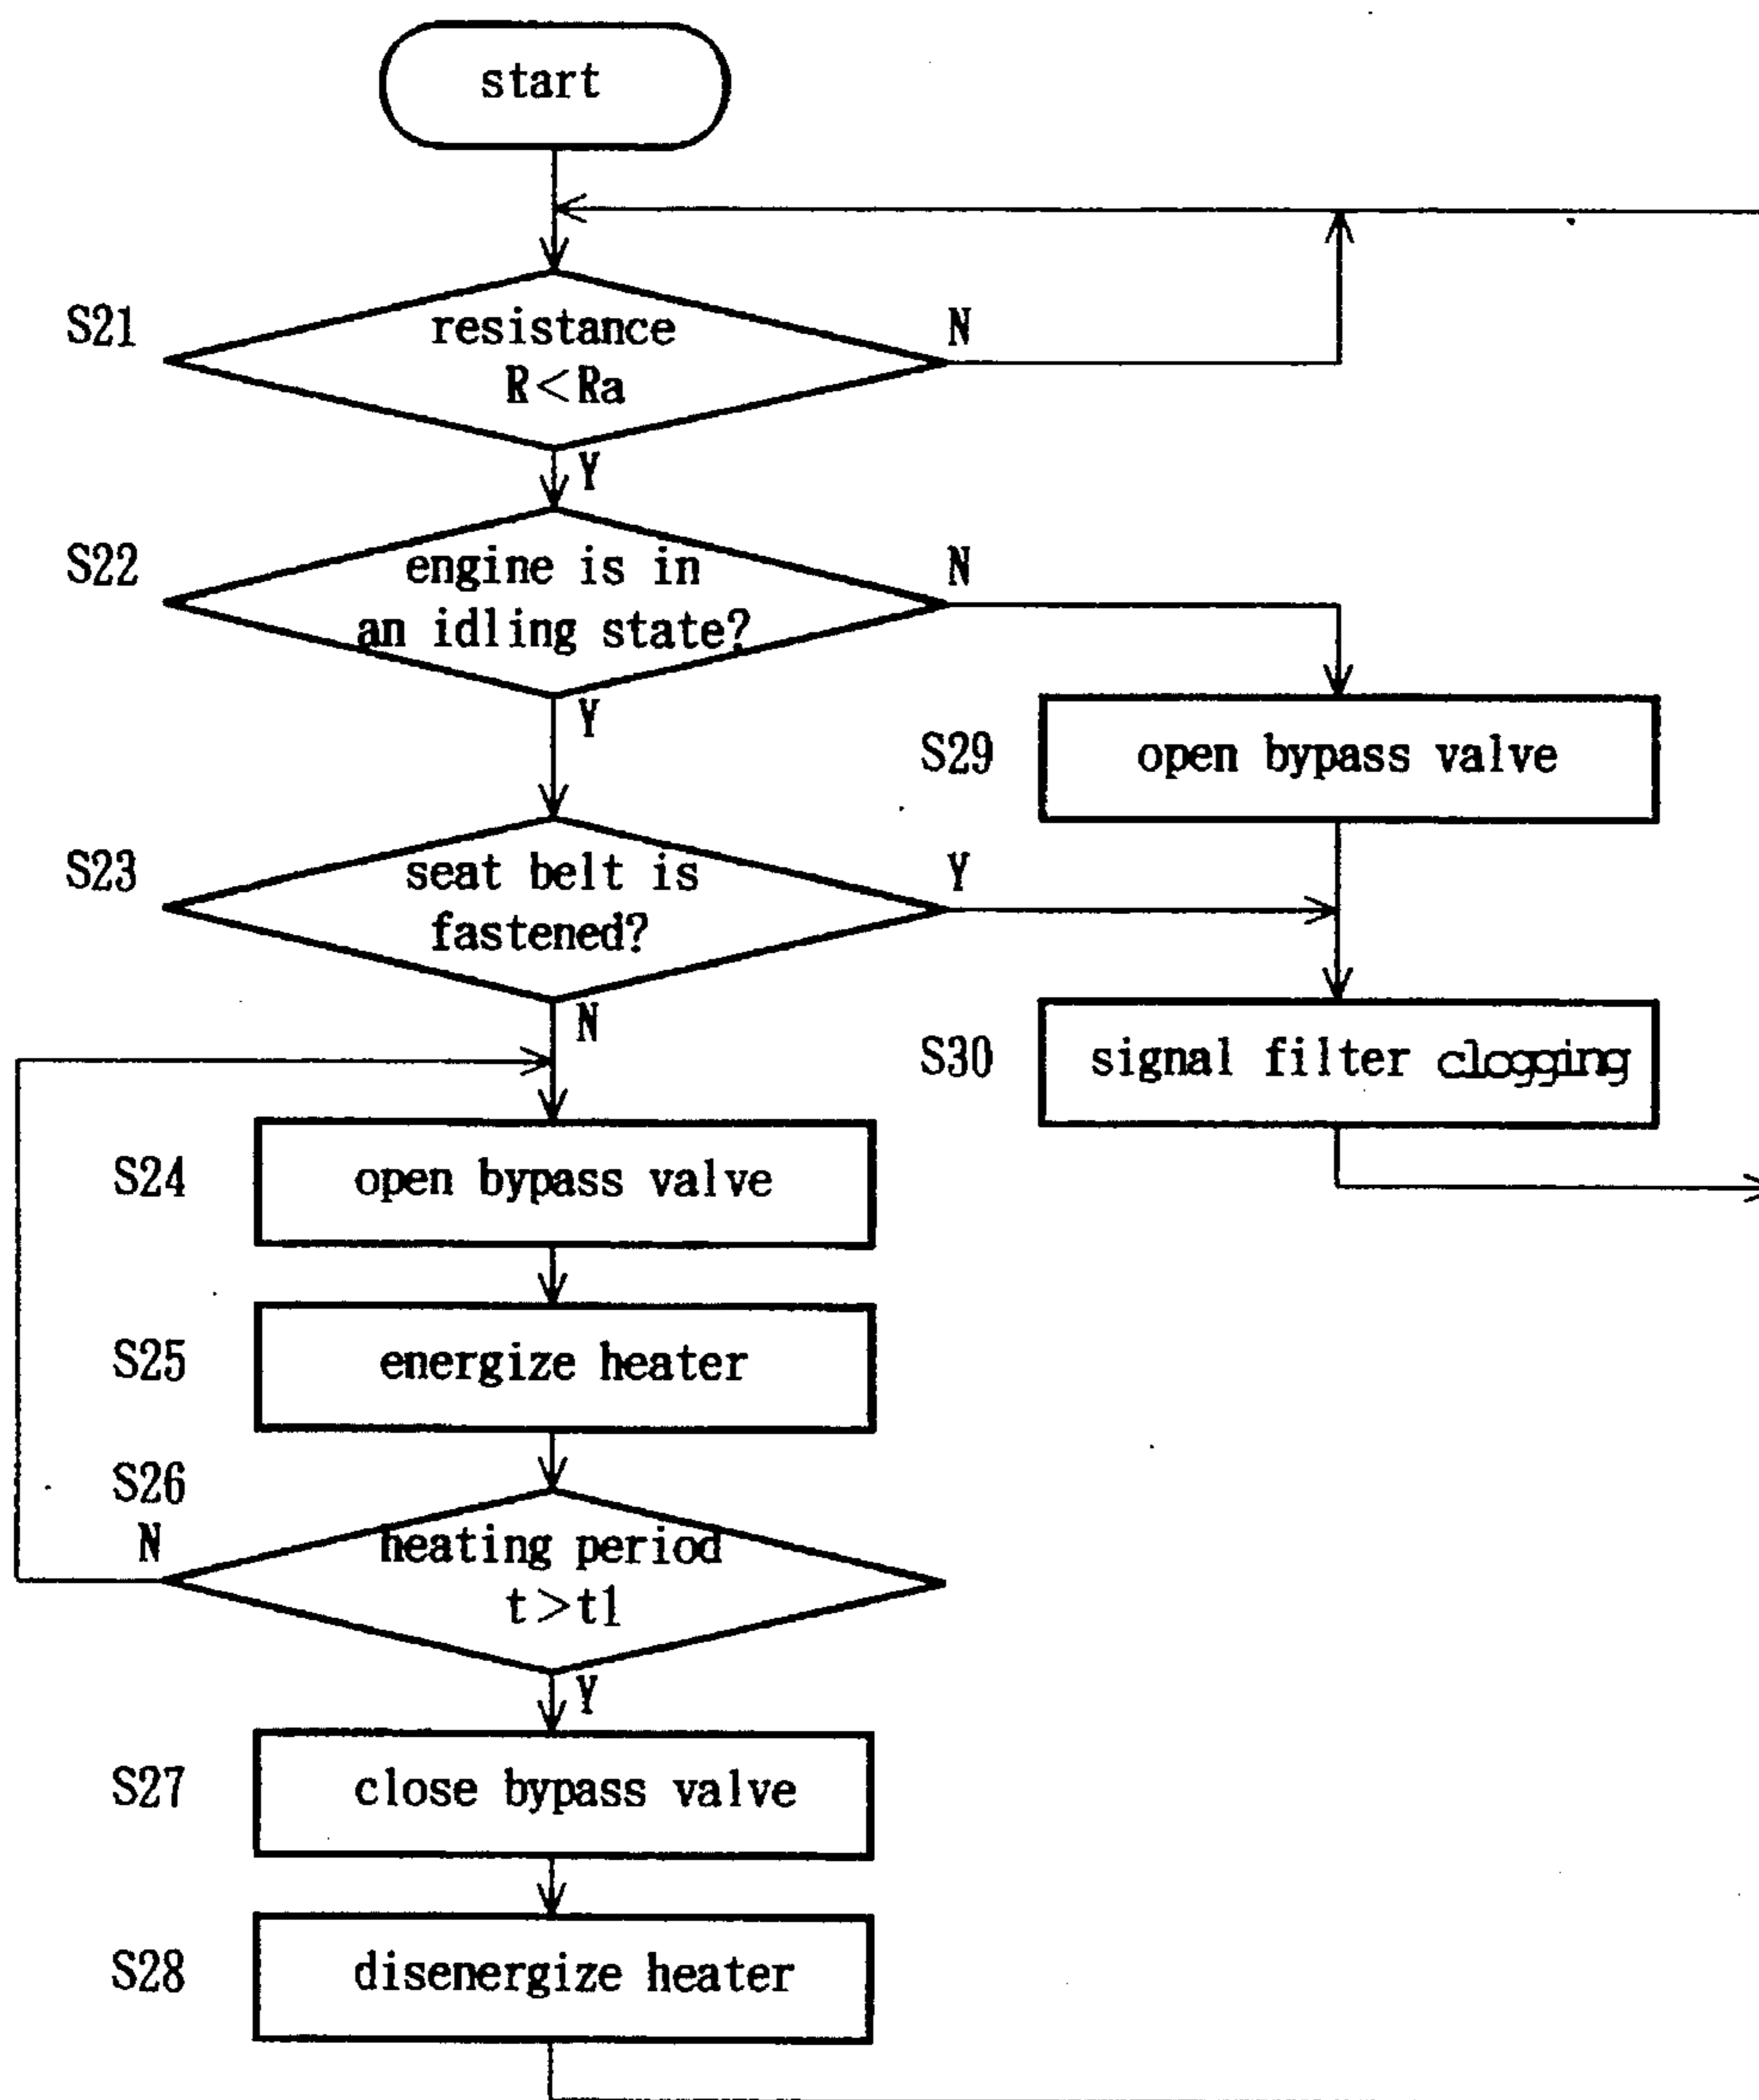 start
S21
resistance
R<Ra
N
Y
S22
engine is in
an idling state?
N
Y
S29
open bypass valve
S23
seat belt is
fastened?
Y
N
S30
signal filter clogging
S24
open bypass valve
S25
energize heater
S26
N
heating period
t>t1
Y
S27
close bypass valve
S28
disenergize heater